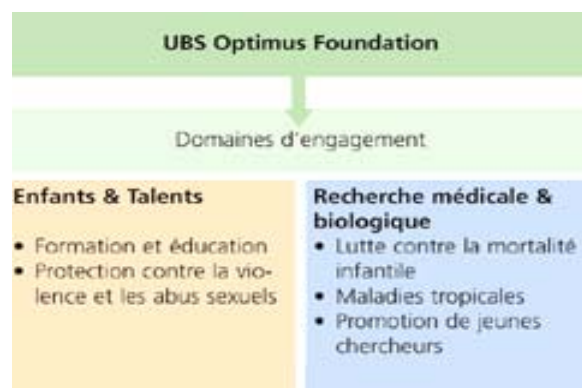 UBS Optimus Foundation
Domaines d'engagement
Enfants & Talents
• Formation et éducation
• Protection contre la vio-
lence et les abus sexuels
Recherche médicale &
biologique
• Lutte contre la mortalité
infantile
• Maladies tropicales
• Promotion de jeunes
chercheurs